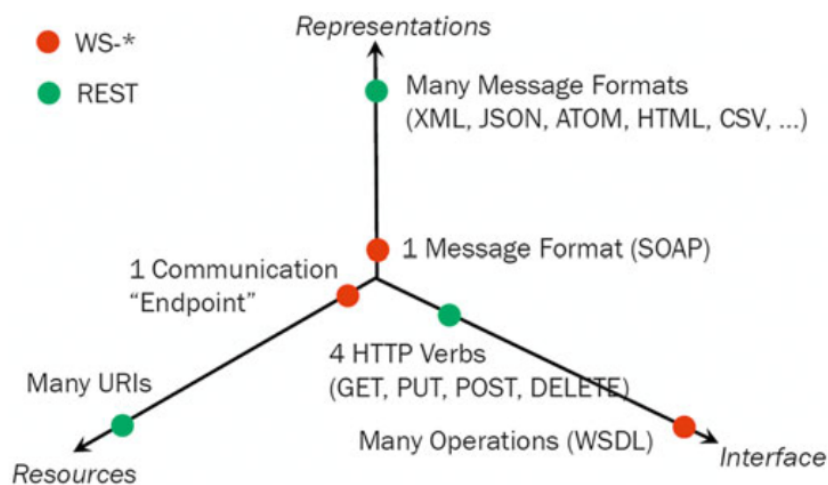 Representations
WS-*
REST
Many Message Formats
(XML, JSON, ATOM, HTML, CSV, ...)
1 Message Format (SOAP)
1 Communication
“Endpoint”
4 HTTP Verbs
(GET, PUT, POST, DELETE)
Many URIs
Many Operations (WSDL)
Interface
Resources